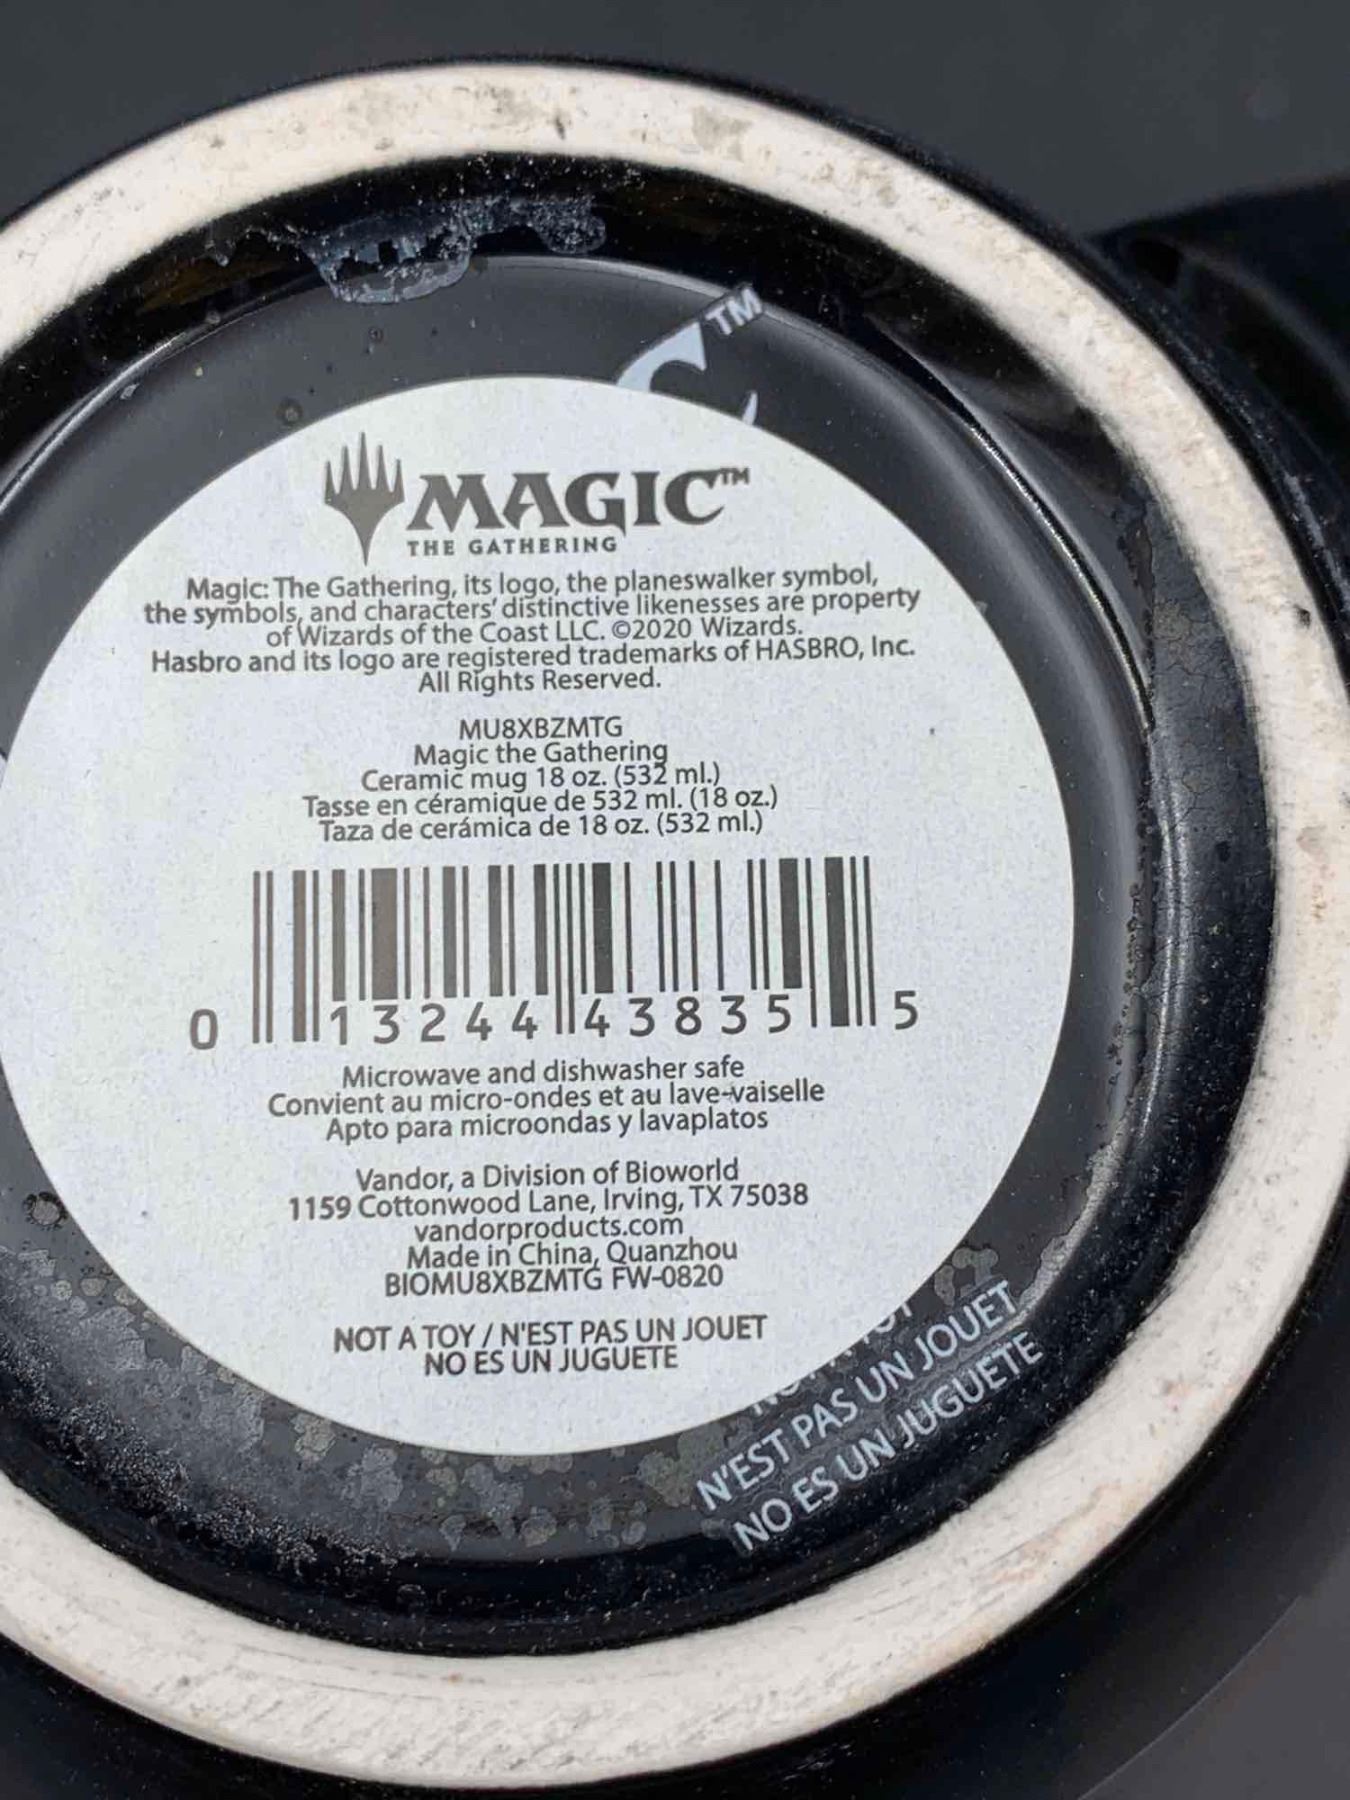 TM
MAGIC™
THE GATHERING
Magic: The Gathering, its logo, the planeswalker symbol,
the symbols, and characters' distinctive likenesses are property
of Wizards of the Coast LLC. ©2020 Wizards.
Hasbro and its logo are registered trademarks of HASBRO, Inc.
All Rights Reserved.
MU8XBZMTG
Magic the Gathering
Ceramic mug 18 oz. (532 ml.)
Tasse en céramique de 532 ml. (18 oz.)
Taza de cerámica de 18 oz. (532 ml.)
0 13244 43835 5
Microwave and dishwasher safe
Convient au micro-ondes et au lave-vaiselle
Apto para microondas y lavaplatos
Vandor, a Division of Bioworld
1159 Cottonwood Lane, Irving, TX 75038
vandorproducts.com
Made in China, Quanzhou
BIOMU8XBZMTG FW-0820
NOT A TOY / N'EST PAS UN JOUET
NO ES UN JUGUETE
N'EST PAS UN JOUET
NO ES UN JUGUETE